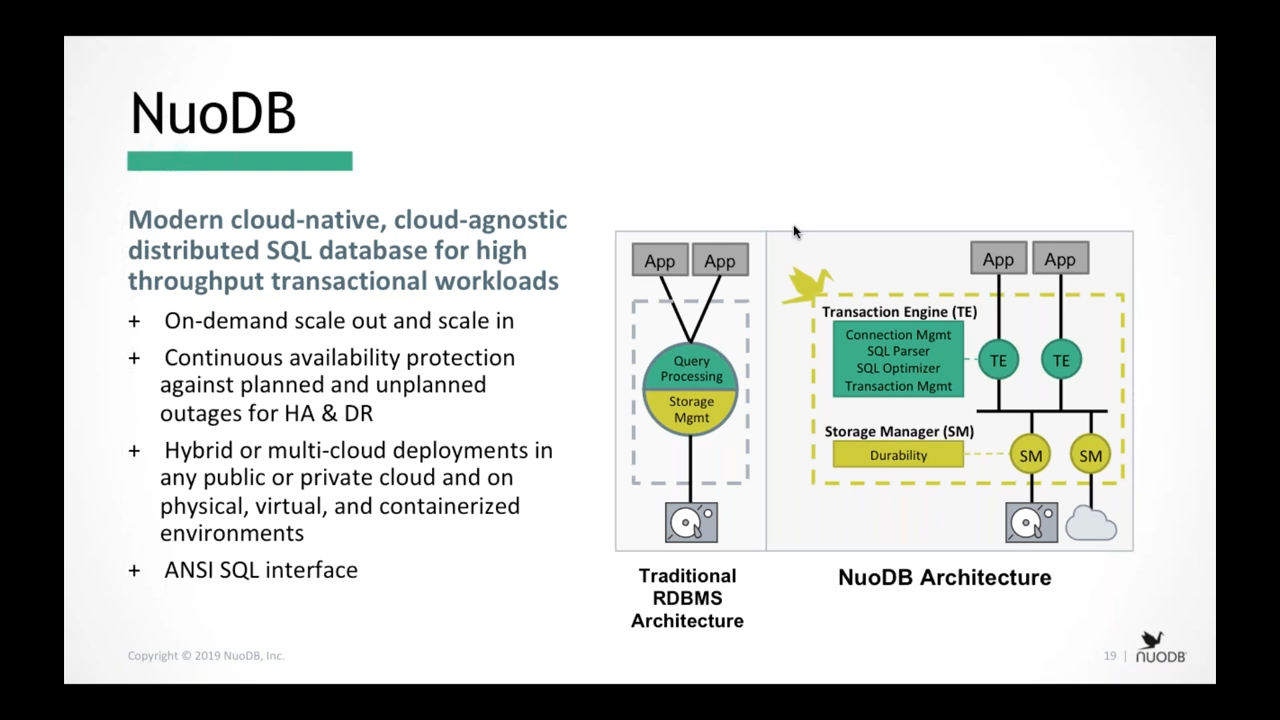 NuoDB
Modern cloud-native, cloud-agnostic
distributed SQL database for high
throughput transactional workloads
+ On-demand scale out and scale in
+ Continuous availability protection
against planned and unplanned
outages for HA & DR
+ Hybrid or multi-cloud deployments in
any public or private cloud and on
physical, virtual, and containerized
environments
+ ANSI SQL interface
App App
Query
Processing
Storage
Mgmt
Traditional
RDBMS
Architecture
App App
Transaction Engine (TE)
Connection Mgmt
SQL Parser
SQL Optimizer
Transaction Mgmt
TE TE
Storage Manager (SM)
Durability
SM SM
NuoDB Architecture
Copyright © 2019 NuoDB, Inc.
19 | NUODB